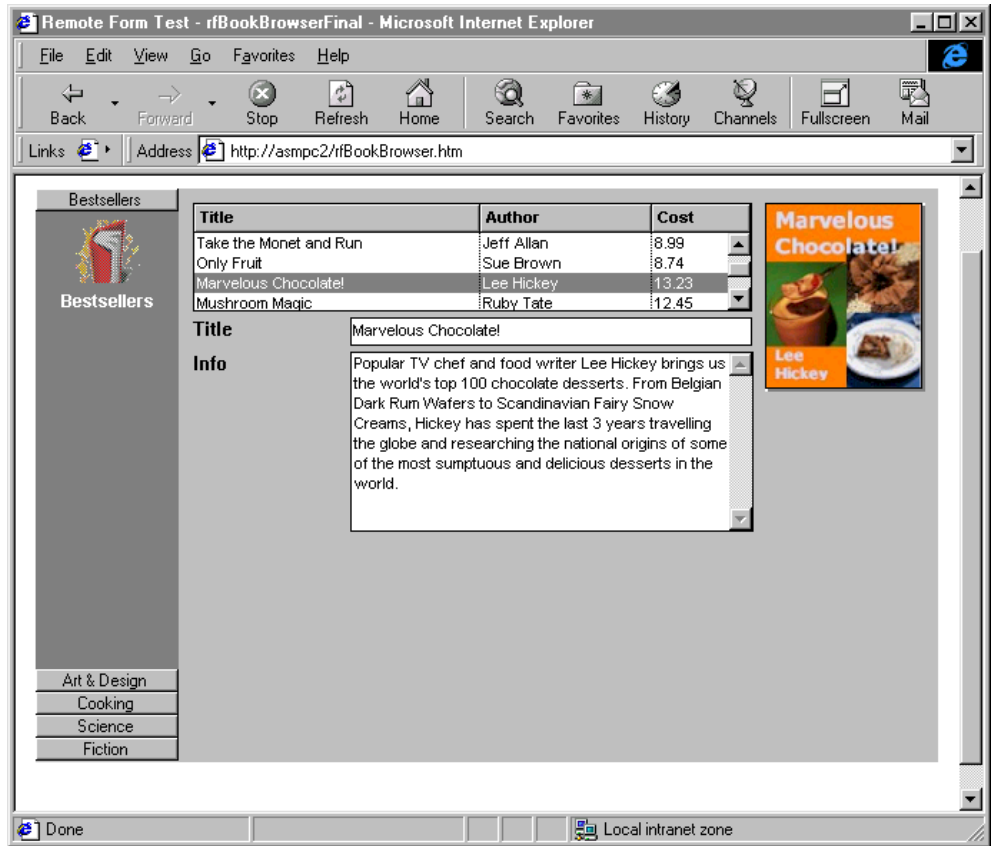 Remote Form Test - rfBookBrowserFinal - Microsoft Internet Explorer
File Edit View Go Favorites Help
Back Forward Stop Refresh Home Search Favorites History Channels Fullscreen Mail
Links Address http://asmpc2/rfBookBrowser.htm
Bestsellers
Bestsellers
Title Author Cost
Take the Monet and Run Jeff Allan 8.99
Only Fruit Sue Brown 8.74
Marvelous Chocolate! Lee Hickey 13.23
Mushroom Magic Ruby Tate 12.45
Title Marvelous Chocolate!
Info
Popular TV chef and food writer Lee Hickey brings us
the world's top 100 chocolate desserts. From Belgian
Dark Rum Wafers to Scandinavian Fairy Snow
Creams, Hickey has spent the last 3 years travelling
the globe and researching the national origins of some
of the most sumptuous and delicious desserts in the
world.
Marvelous
Chocolate!
Lee
Hickey
Art & Design
Cooking
Science
Fiction
Done Local intranet zone